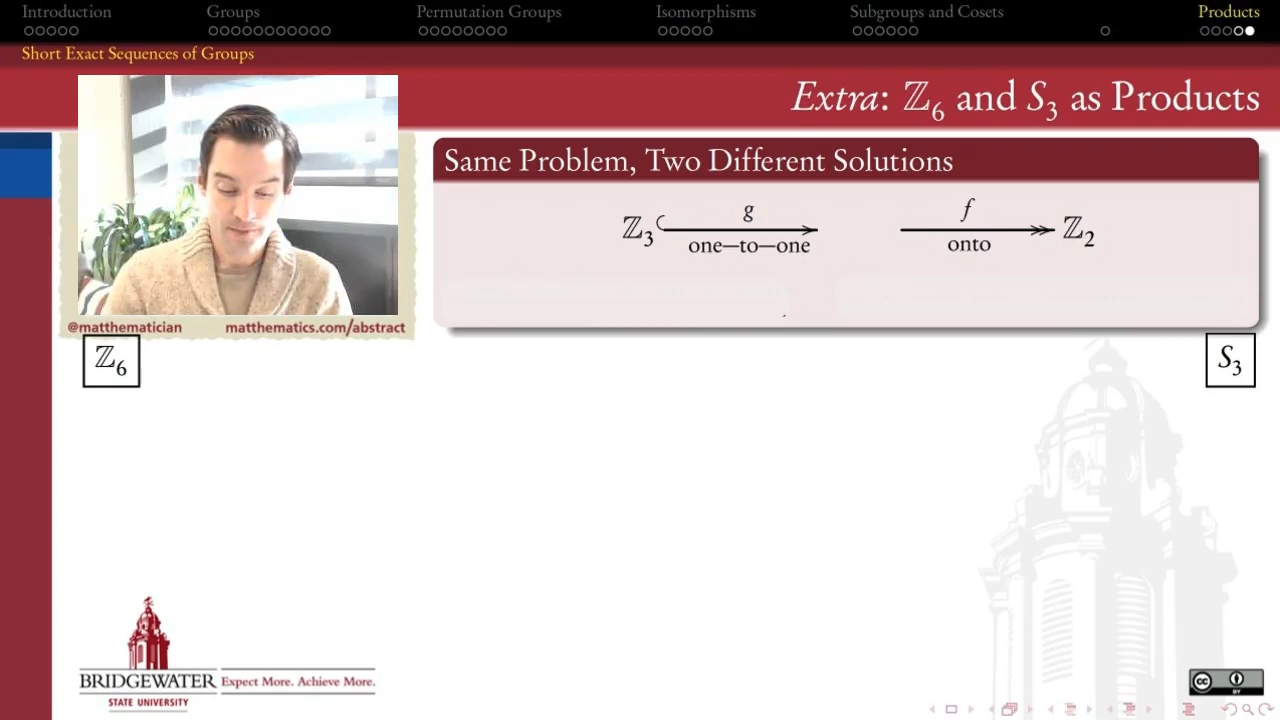 Introduction Groups Permutation Groups Isomorphisms Subgroups and Cosets Products
Short Exact Sequences of Groups
Extra: ℤ₆ and S₃ as Products
Same Problem, Two Different Solutions
g f
ℤ₃ ℤ₂
one–to–one onto
@matthematician matthematics.com/abstract
ℤ₆ S₃
BRIDGEWATER Expect More. Achieve More.
STATE UNIVERSITY
cc
BY